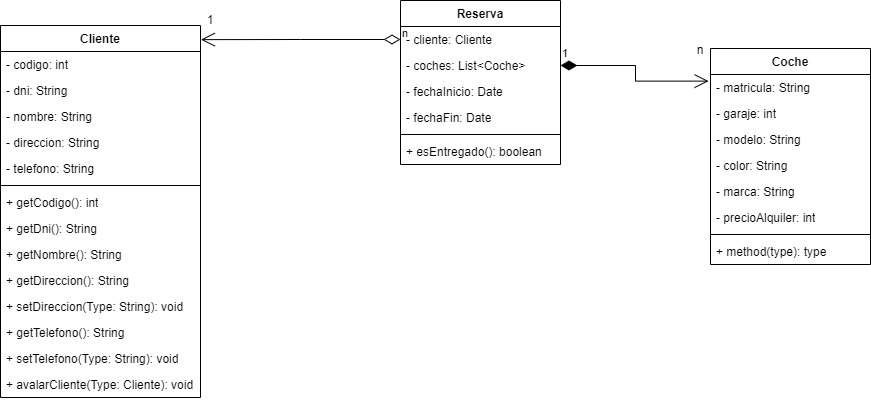 1
Cliente
- codigo: int
- dni: String
- nombre: String
- direccion: String
- telefono: String
+ getCodigo(): int
+ getDni(): String
+ getNombre(): String
+ getDireccion(): String
+ setDireccion(Type: String): void
+ getTelefono(): String
+ setTelefono(Type: String): void
+ avalarCliente(Type: Cliente): void
Reserva
n
- cliente: Cliente
- coches: List<Coche>
- fechaInicio: Date
- fechaFin: Date
+ esEntregado(): boolean
1
n
Coche
- matricula: String
- garaje: int
- modelo: String
- color: String
- marca: String
- precioAlquiler: int
+ method(type): type